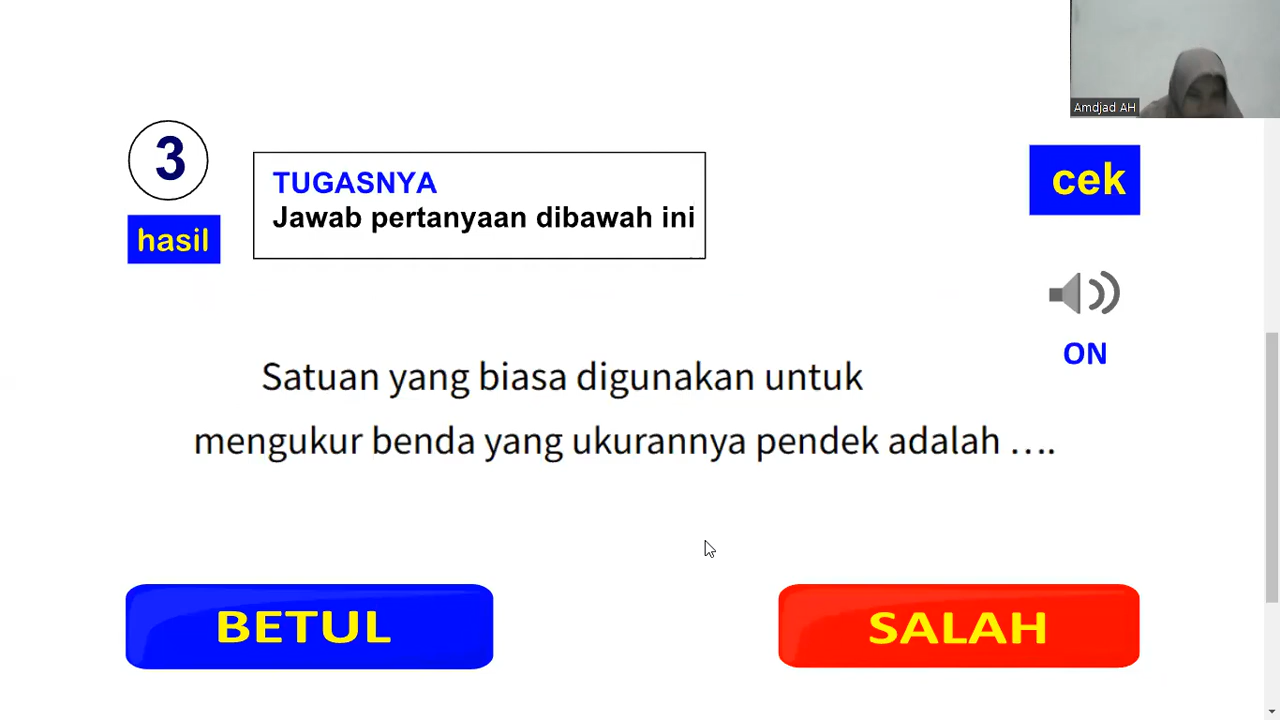 Amdjad AH
3
hasil
TUGASNYA
Jawab pertanyaan dibawah ini
cek
ON
Satuan yang biasa digunakan untuk
mengukur benda yang ukurannya pendek adalah ….
BETUL
SALAH